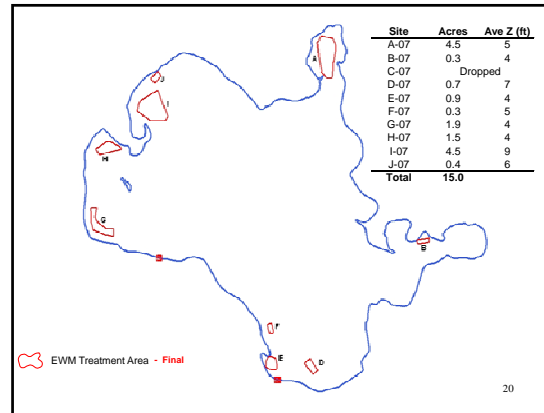 Site Acres Ave Z (ft)
A-07 4.5 5
B-07 0.3 4
C-07 Dropped
D-07 0.7 7
E-07 0.9 4
F-07 0.3 5
G-07 1.9 4
H-07 1.5 4
I-07 4.5 9
J-07 0.4 6
Total 15.0
A
J
I
H
G
B
F
E
D
EWM Treatment Area - Final
20